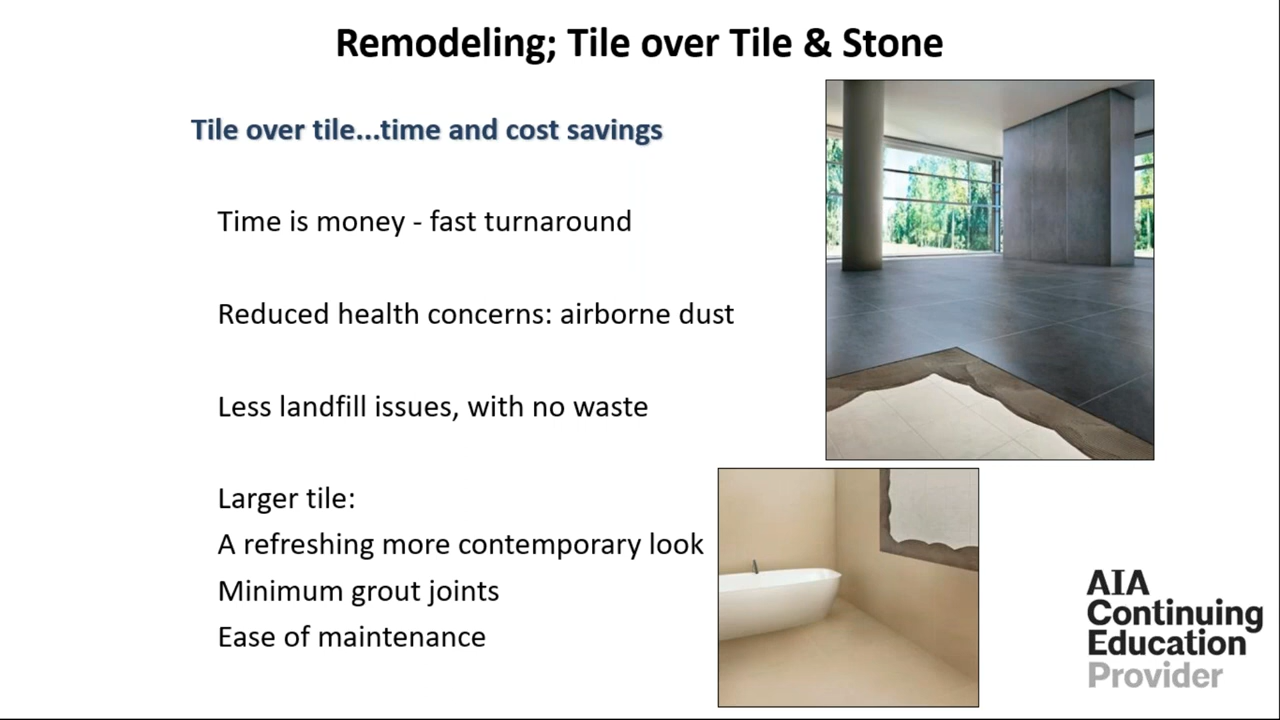 Remodeling; Tile over Tile & Stone
Tile over tile...time and cost savings
Time is money - fast turnaround
Reduced health concerns: airborne dust
Less landfill issues, with no waste
Larger tile:
A refreshing more contemporary look
Minimum grout joints
Ease of maintenance
AIA
Continuing
Education
Provider